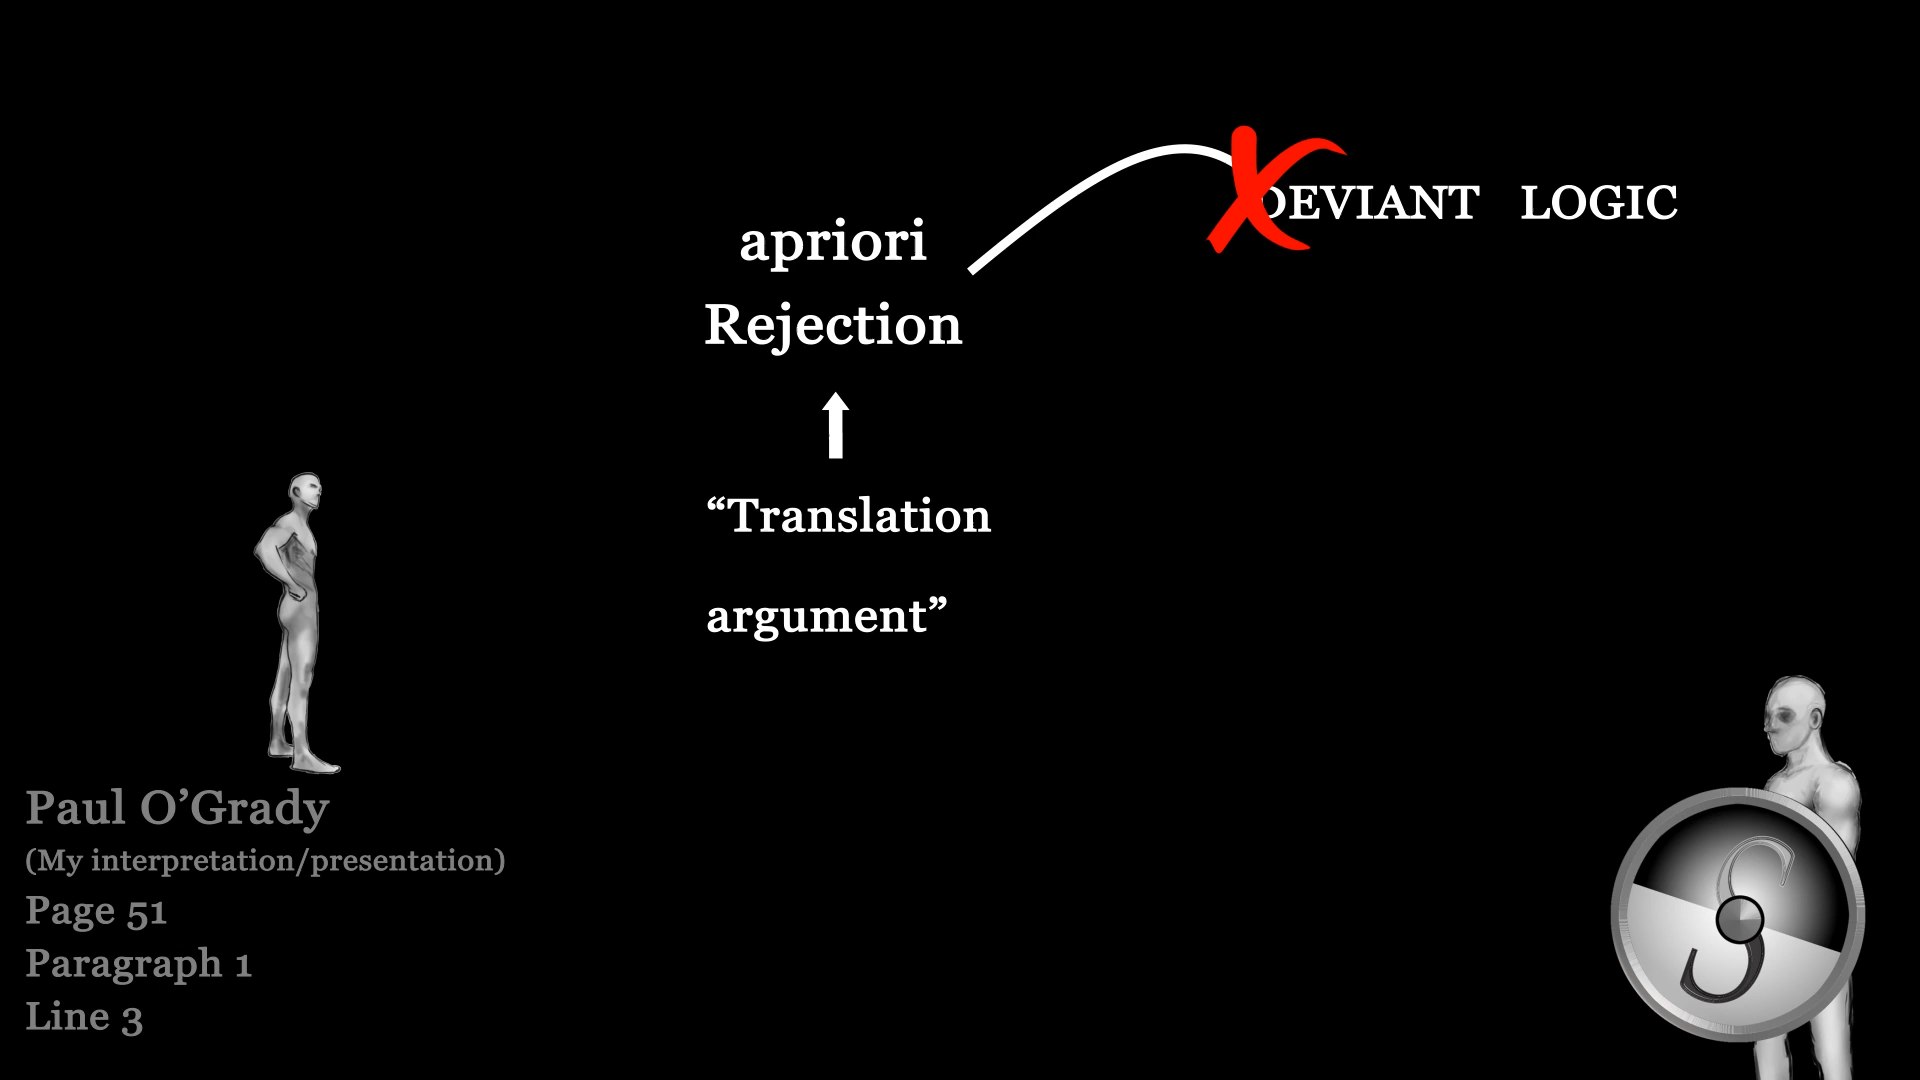 DEVIANT LOGIC
apriori
Rejection
“Translation
argument”
Paul O’Grady
(My interpretation/presentation)
Page 51
Paragraph 1
Line 3
S